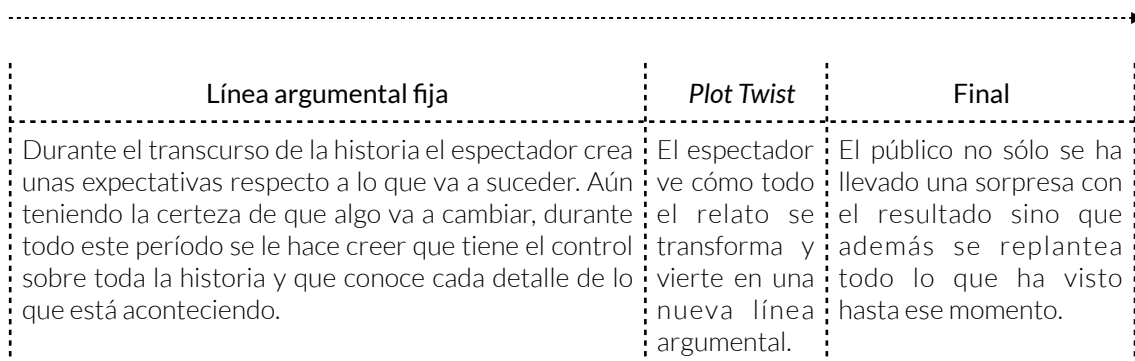 Línea argumental fija
Plot Twist
Final
Durante el transcurso de la historia el espectador crea
unas expectativas respecto a lo que va a suceder. Aún
teniendo la certeza de que algo va a cambiar, durante
todo este período se le hace creer que tiene el control
sobre toda la historia y que conoce cada detalle de lo
que está aconteciendo.
El espectador
ve cómo todo
el relato se
transforma y
vierte en una
nueva línea
argumental.
El público no sólo se ha
llevado una sorpresa con
el resultado sino que
además se replantea
todo lo que ha visto
hasta ese momento.